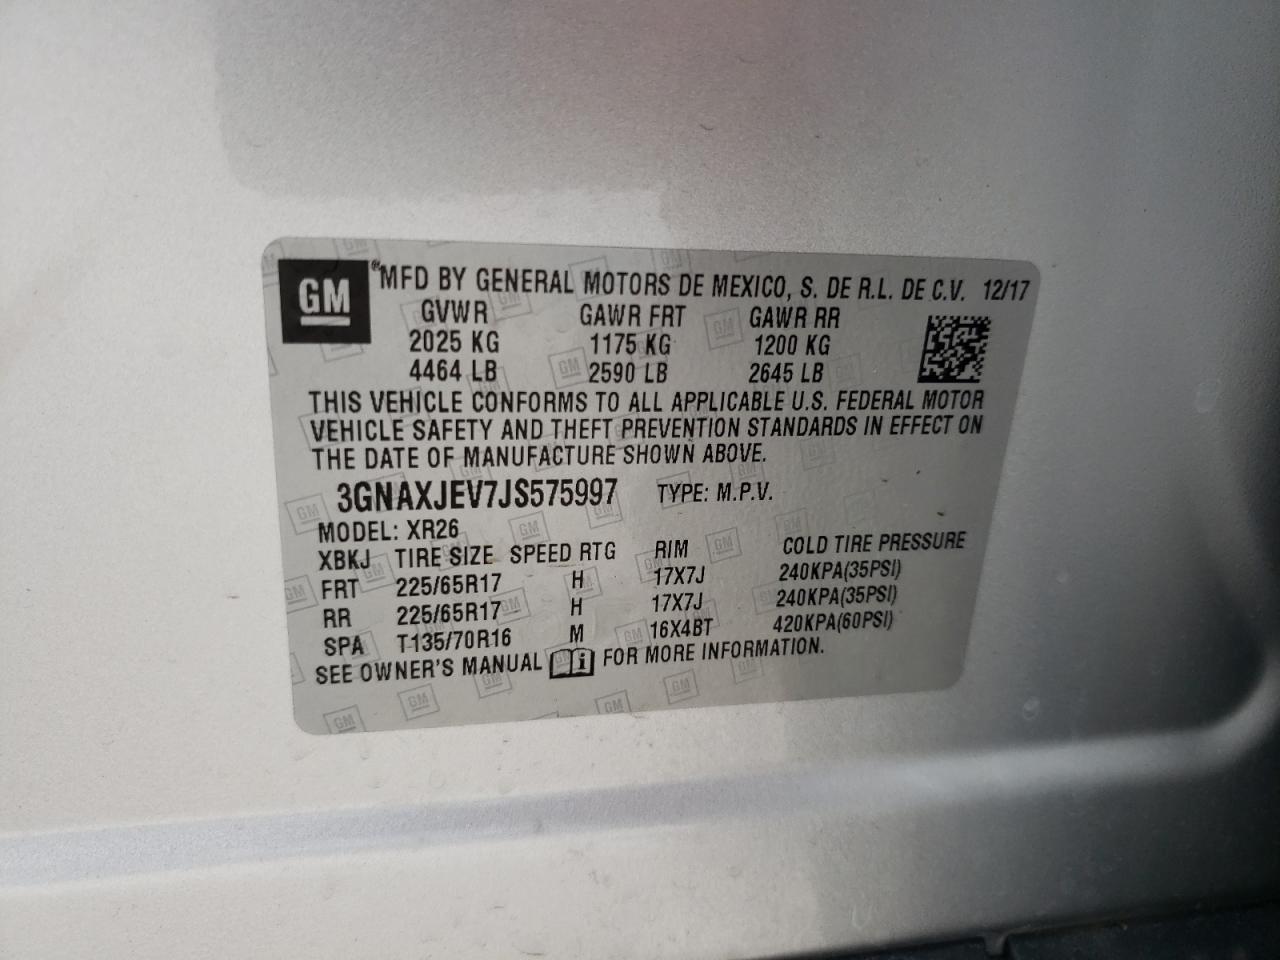 GM ®MFD BY GENERAL MOTORS DE MEXICO, S. DE R.L. DE C.V. 12/17
GVWR GAWR FRT GAWR RR
2025 KG 1175 KG 1200 KG
4464 LB 2590 LB 2645 LB
THIS VEHICLE CONFORMS TO ALL APPLICABLE U.S. FEDERAL MOTOR
VEHICLE SAFETY AND THEFT PREVENTION STANDARDS IN EFFECT ON
THE DATE OF MANUFACTURE SHOWN ABOVE.
3GNAXJEV7JS575997 TYPE: M.P.V.
MODEL: XR26
XBKJ TIRE SIZE SPEED RTG RIM COLD TIRE PRESSURE
FRT 225/65R17 H 17X7J 240KPA(35PSI)
RR 225/65R17 H 17X7J 240KPA(35PSI)
SPA T135/70R16 M 16X4BT 420KPA(60PSI)
SEE OWNER'S MANUAL FOR MORE INFORMATION.